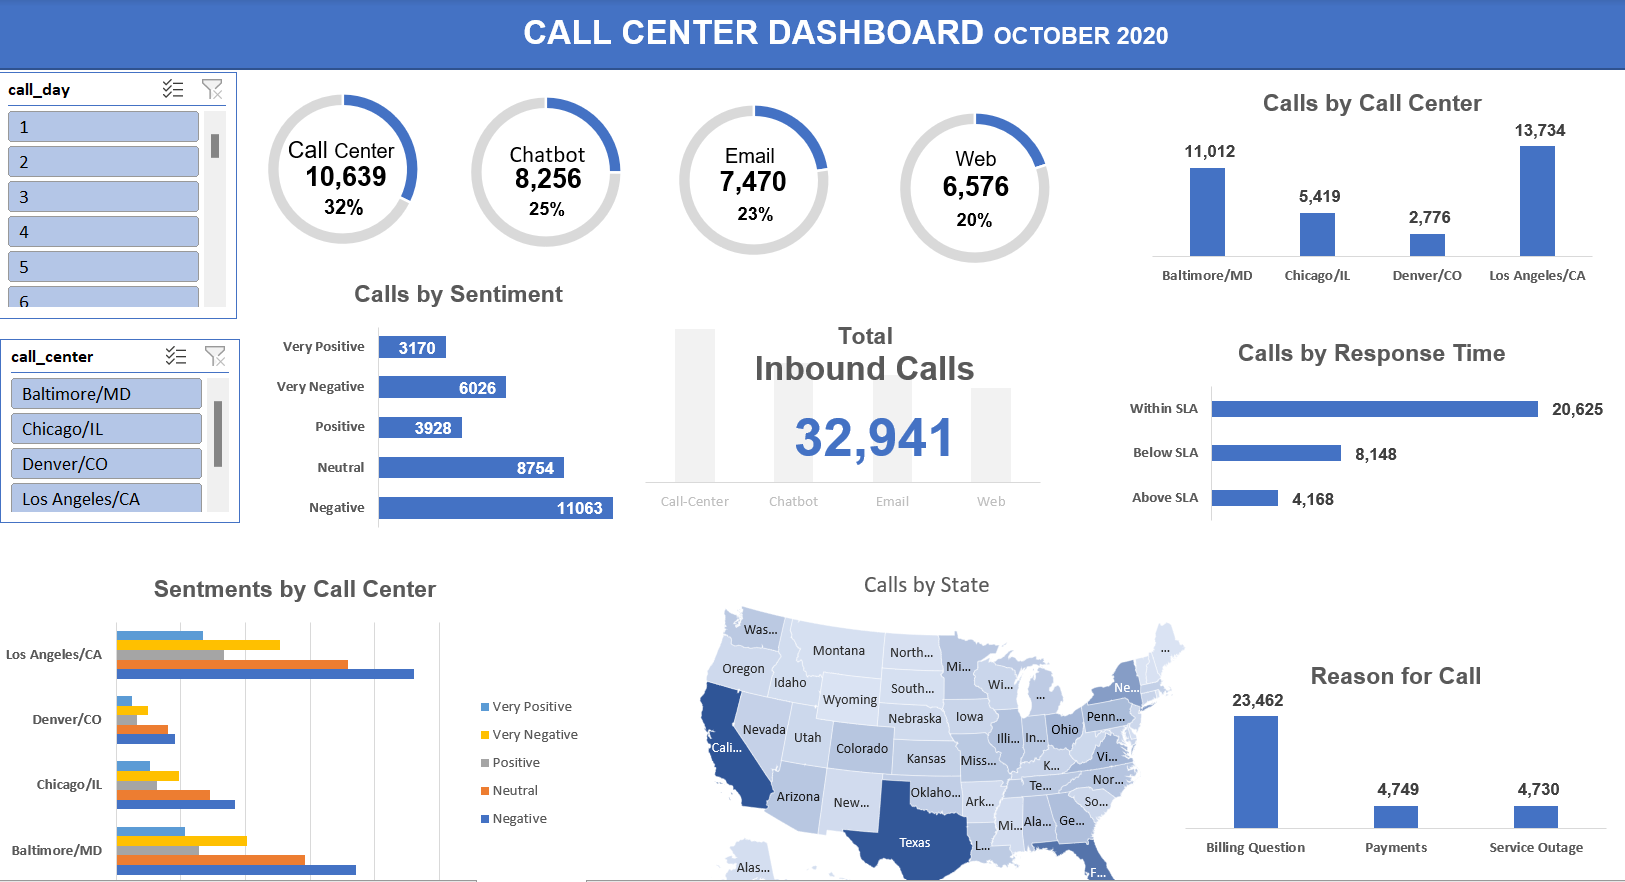 CALL CENTER DASHBOARD OCTOBER 2020
call_day
1
2
3
4
5
6
call_center
Baltimore/MD
Chicago/IL
Denver/CO
Los Angeles/CA
Call Center
10,639
32%
Chatbot
8,256
25%
Email
7,470
23%
Web
6,576
20%
Calls by Call Center
11,012
5,419
2,776
13,734
Baltimore/MD
Chicago/IL
Denver/CO
Los Angeles/CA
Calls by Sentiment
Very Positive
3170
Very Negative
6026
Positive
3928
Neutral
8754
Negative
11063
Total
Inbound Calls
32,941
Call-Center
Chatbot
Email
Web
Calls by Response Time
Within SLA
20,625
Below SLA
8,148
Above SLA
4,168
Sentments by Call Center
Los Angeles/CA
Denver/CO
Chicago/IL
Baltimore/MD
Very Positive
Very Negative
Positive
Neutral
Negative
Calls by State
Was...
Montana
North...
Mi...
...
Oregon
Idaho
South...
Wi...
...
Ne...
Wyoming
Nebraska
Iowa
Penn...
Nevada
Utah
Colorado
Illi...
In...
Ohio
Cali...
Kansas
Miss...
K...
Vi...
Arizona
New...
Oklaho...
Ark...
Te...
Nor...
So...
Mi...
Ala...
Ge...
Texas
L...
Alas...
F...
Reason for Call
23,462
4,749
4,730
Billing Question
Payments
Service Outage